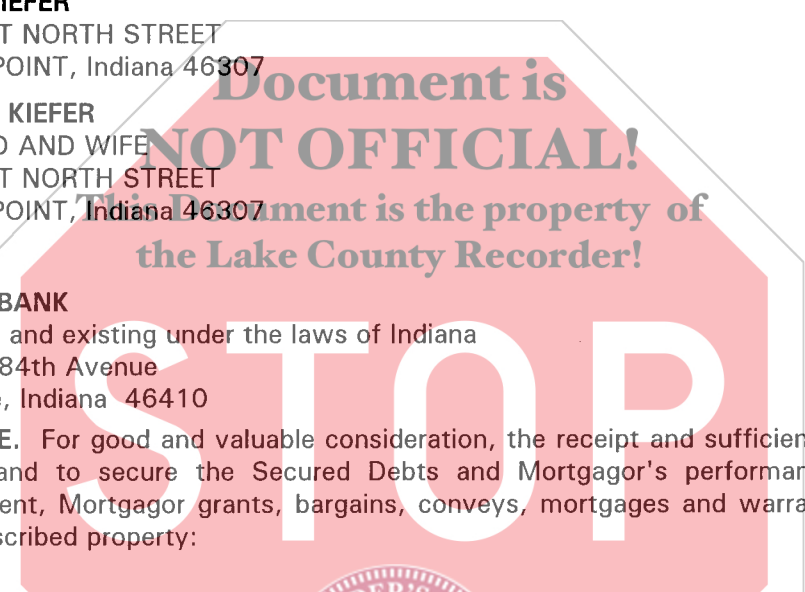 KIEFER
T NORTH STREET
POINT, Indiana 46307
Document is
KIEFER
AND WIFE
NOT OFFICIAL!
T NORTH STREET
POINT, Indiana 46307
This Document is the property of
the Lake County Recorder!
BANK
and existing under the laws of Indiana
84th Avenue
, Indiana 46410
STOP
E. For good and valuable consideration, the receipt and sufficien
and to secure the Secured Debts and Mortgagor's performan
ent, Mortgagor grants, bargains, conveys, mortgages and warra
scribed property: